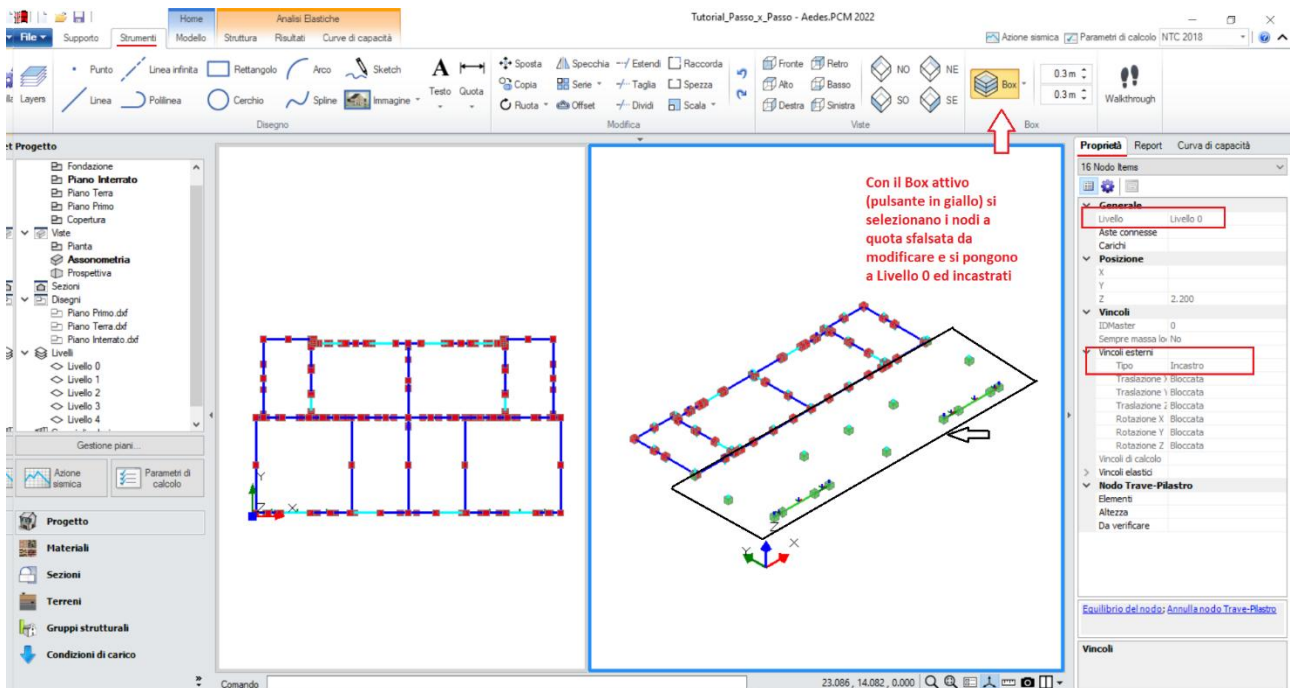 Home
Analisi Elastiche
Tutorial_Passo_x_Passo - Aedes.PCM 2022
File
Supporto
Strumenti
Modello
Struttura
Risultati
Curve di capacità
Azione sismica
Parametri di calcolo
NTC 2018
Layers
Punto
Linea infinita
Rettangolo
Arco
Sketch
Linea
Polilinea
Cerchio
Spline
Immagine
Testo
Quota
Disegno
Sposta
Specchia
Estendi
Raccorda
Copia
Serie
Taglia
Spezza
Ruota
Offset
Dividi
Scala
Modifica
Fronte
Retro
Alto
Basso
Destra
Sinistra
NO
NE
SO
SE
Viste
Box
0.3 m
0.3 m
Box
Walkthrough
et Progetto
Fondazione
Piano Interrato
Piano Terra
Piano Primo
Copertura
Viste
Pianta
Assonometria
Prospettiva
Sezioni
Disegni
Piano Primo.dxf
Piano Terra.dxf
Piano Interrato.dxf
Livelli
Livello 0
Livello 1
Livello 2
Livello 3
Livello 4
Gestione piani...
Azione
sismica
Parametri di
calcolo
Progetto
Materiali
Sezioni
Terreni
Gruppi strutturali
Condizioni di carico
Y
Z
X
Con il Box attivo
(pulsante in giallo) si
selezionano i nodi a
quota sfalsata da
modificare e si pongono
a Livello 0 ed incastrati
Z
Y
X
Comando
23.086 , 14.082 , 0.000
Proprietà
Report
Curva di capacità
16 Nodo Items
Generale
Livello Livello 0
Aste connesse
Carichi
Posizione
X
Y
Z 2.200
Vincoli
IDMaster 0
Sempre massa lo No
Vincoli esterni
Tipo Incastro
Traslazione X Bloccata
Traslazione Y Bloccata
Traslazione Z Bloccata
Rotazione X Bloccata
Rotazione Y Bloccata
Rotazione Z Bloccata
Vincoli di calcolo
Vincoli elastici
Nodo Trave-Pilastro
Elementi
Altezza
Da verificare
Equilibrio del nodo; Annulla nodo Trave-Pilastro
Vincoli